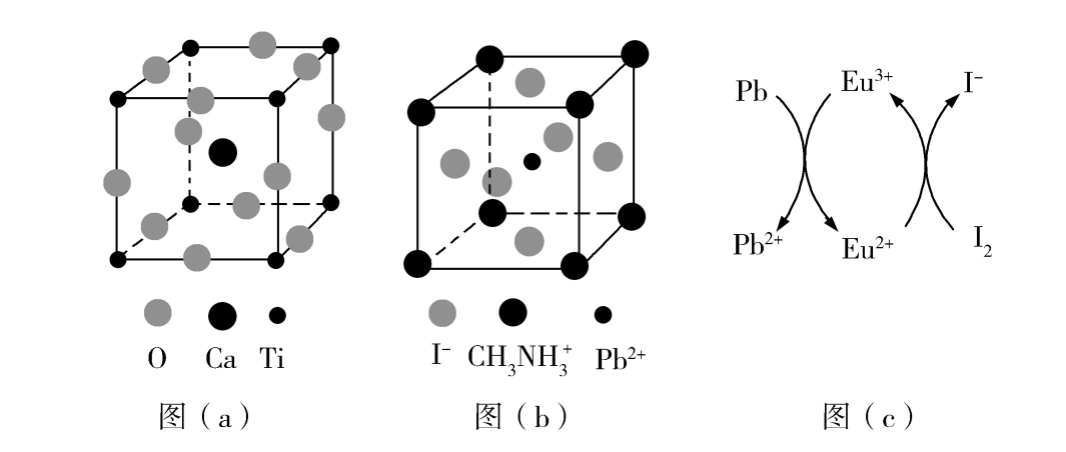 Pb Eu³⁺ I⁻
Pb²⁺ Eu²⁺ I₂
O Ca Ti
I⁻ CH₃NH₃⁺ Pb²⁺
图(a) 图(b) 图(c)